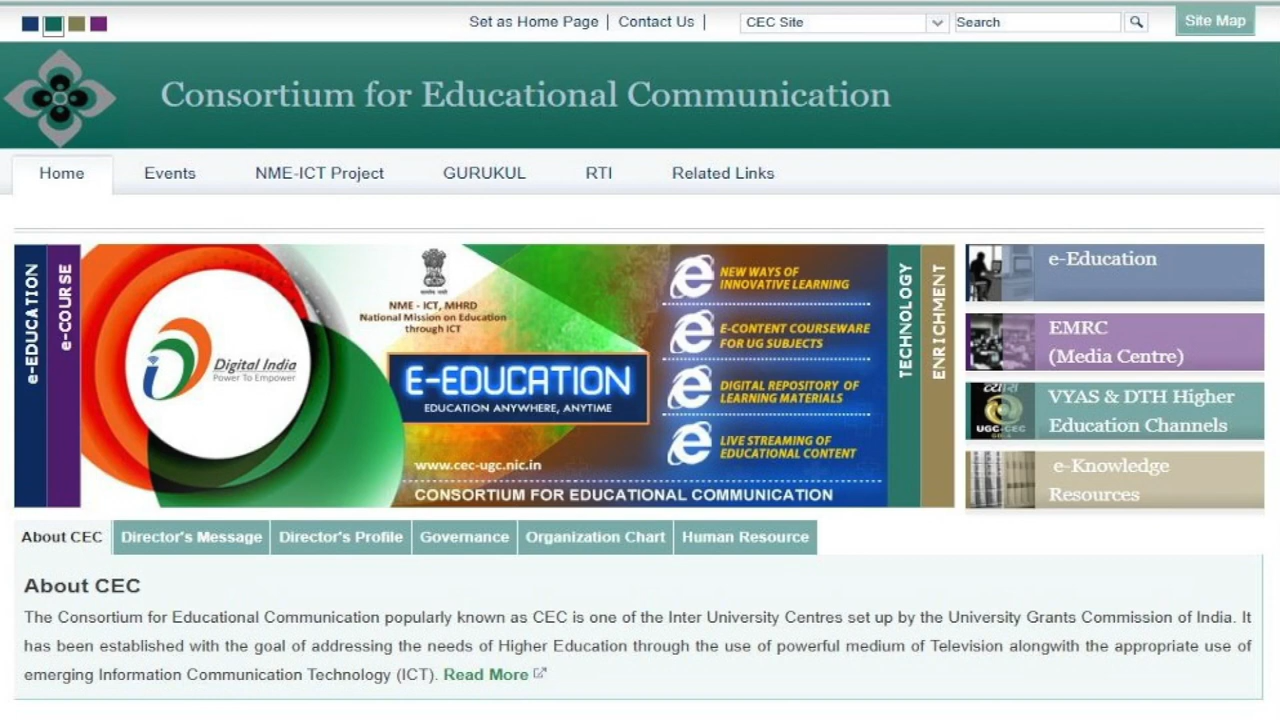 Set as Home Page | Contact Us |
CEC Site
Search
Site Map
Consortium for Educational Communication
Home
Events
NME-ICT Project
GURUKUL
RTI
Related Links
e-EDUCATION
e-COURSE
Digital India
Power To Empower
NME - ICT, MHRD
National Mission on Education
through ICT
E-EDUCATION
EDUCATION ANYWHERE, ANYTIME
www.cec-ugc.nic.in
CONSORTIUM FOR EDUCATIONAL COMMUNICATION
NEW WAYS OF
INNOVATIVE LEARNING
E-CONTENT COURSEWARE
FOR UG SUBJECTS
DIGITAL REPOSITORY OF
LEARNING MATERIALS
LIVE STREAMING OF
EDUCATIONAL CONTENT
TECHNOLOGY
ENRICHMENT
e-Education
EMRC
(Media Centre)
UGC-CEC
VYAS & DTH Higher
Education Channels
e-Knowledge
Resources
About CEC
Director's Message
Director's Profile
Governance
Organization Chart
Human Resource
About CEC
The Consortium for Educational Communication popularly known as CEC is one of the Inter University Centres set up by the University Grants Commission of India. It
has been established with the goal of addressing the needs of Higher Education through the use of powerful medium of Television alongwith the appropriate use of
emerging Information Communication Technology (ICT). Read More